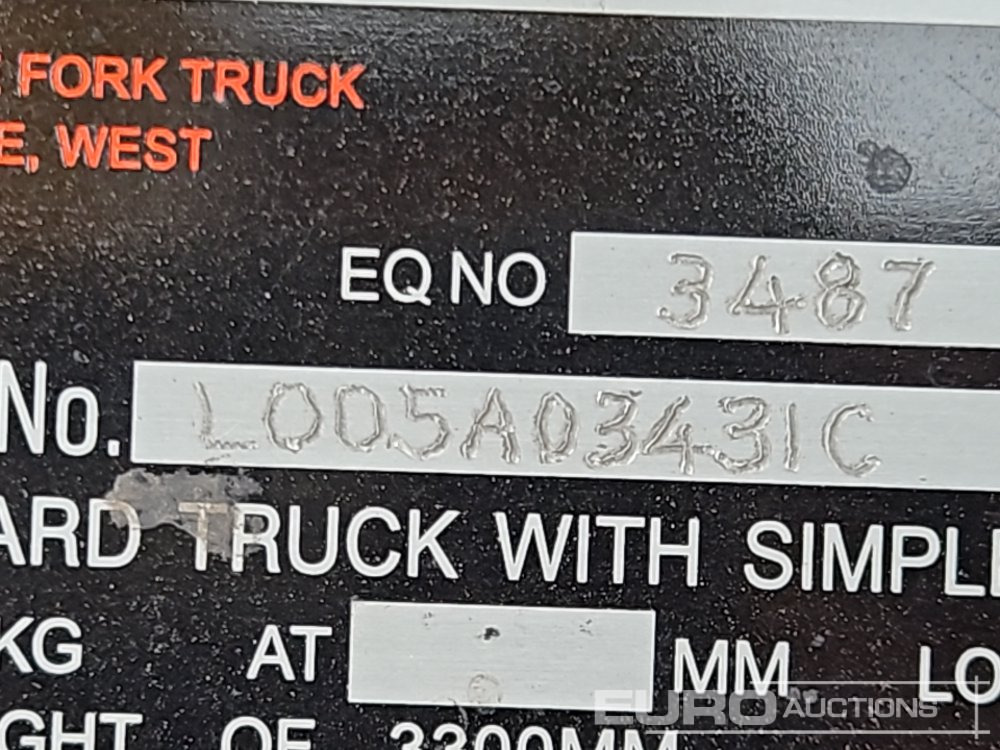 FORK TRUCK
E, WEST
EQ NO 3487
No. L005A03431C
ARD TRUCK WITH SIMPLE
KG AT MM LO
GHT OF 3300MM
EURO AUCTIONS